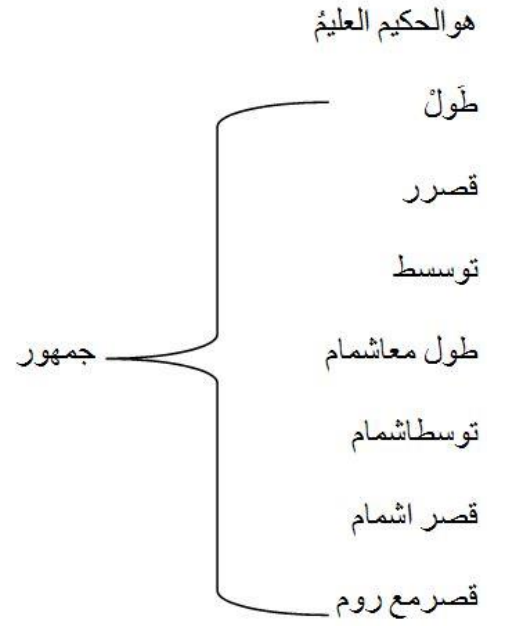 هوالحكيم العليمُ
طَولْ
قصرر
توسسط
طول معاشمام
جمهور
توسطاشمام
قصر اشمام
قصرمع روم